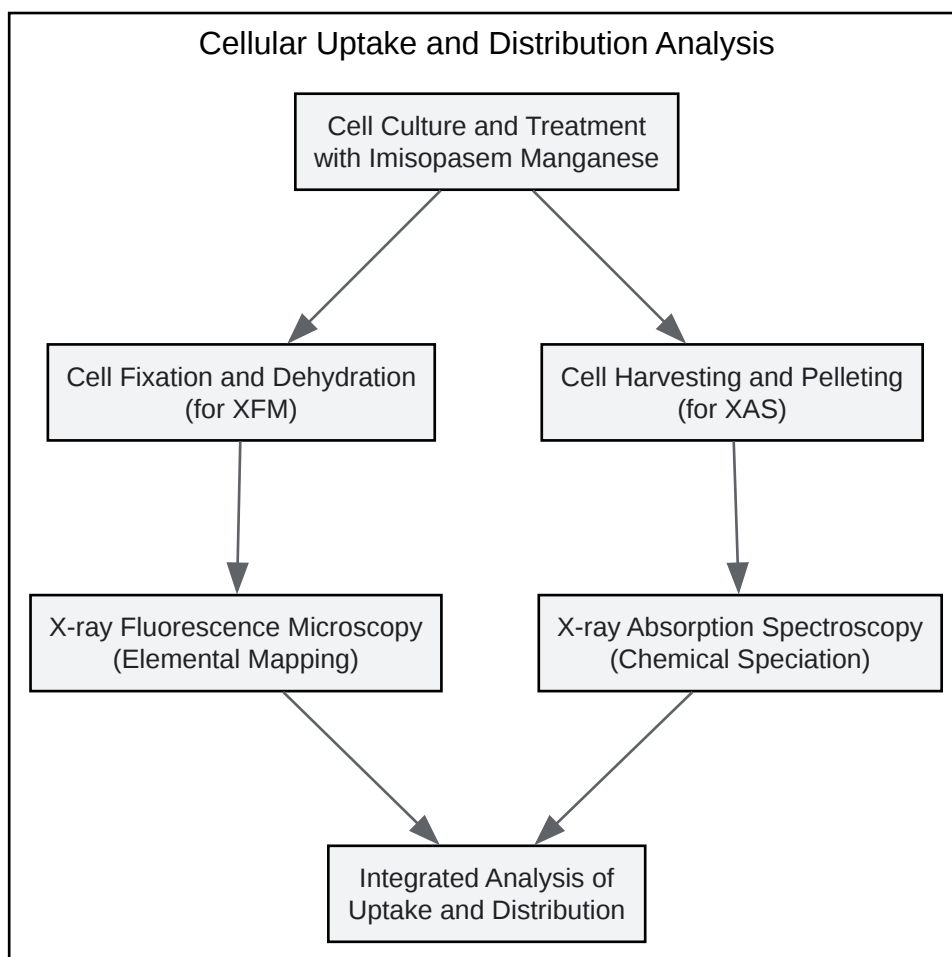 Cellular Uptake and Distribution Analysis
Cell Culture and Treatment
with Imisopasem Manganese
Cell Fixation and Dehydration
(for XFM)
Cell Harvesting and Pelleting
(for XAS)
X-ray Fluorescence Microscopy
(Elemental Mapping)
X-ray Absorption Spectroscopy
(Chemical Speciation)
Integrated Analysis of
Uptake and Distribution